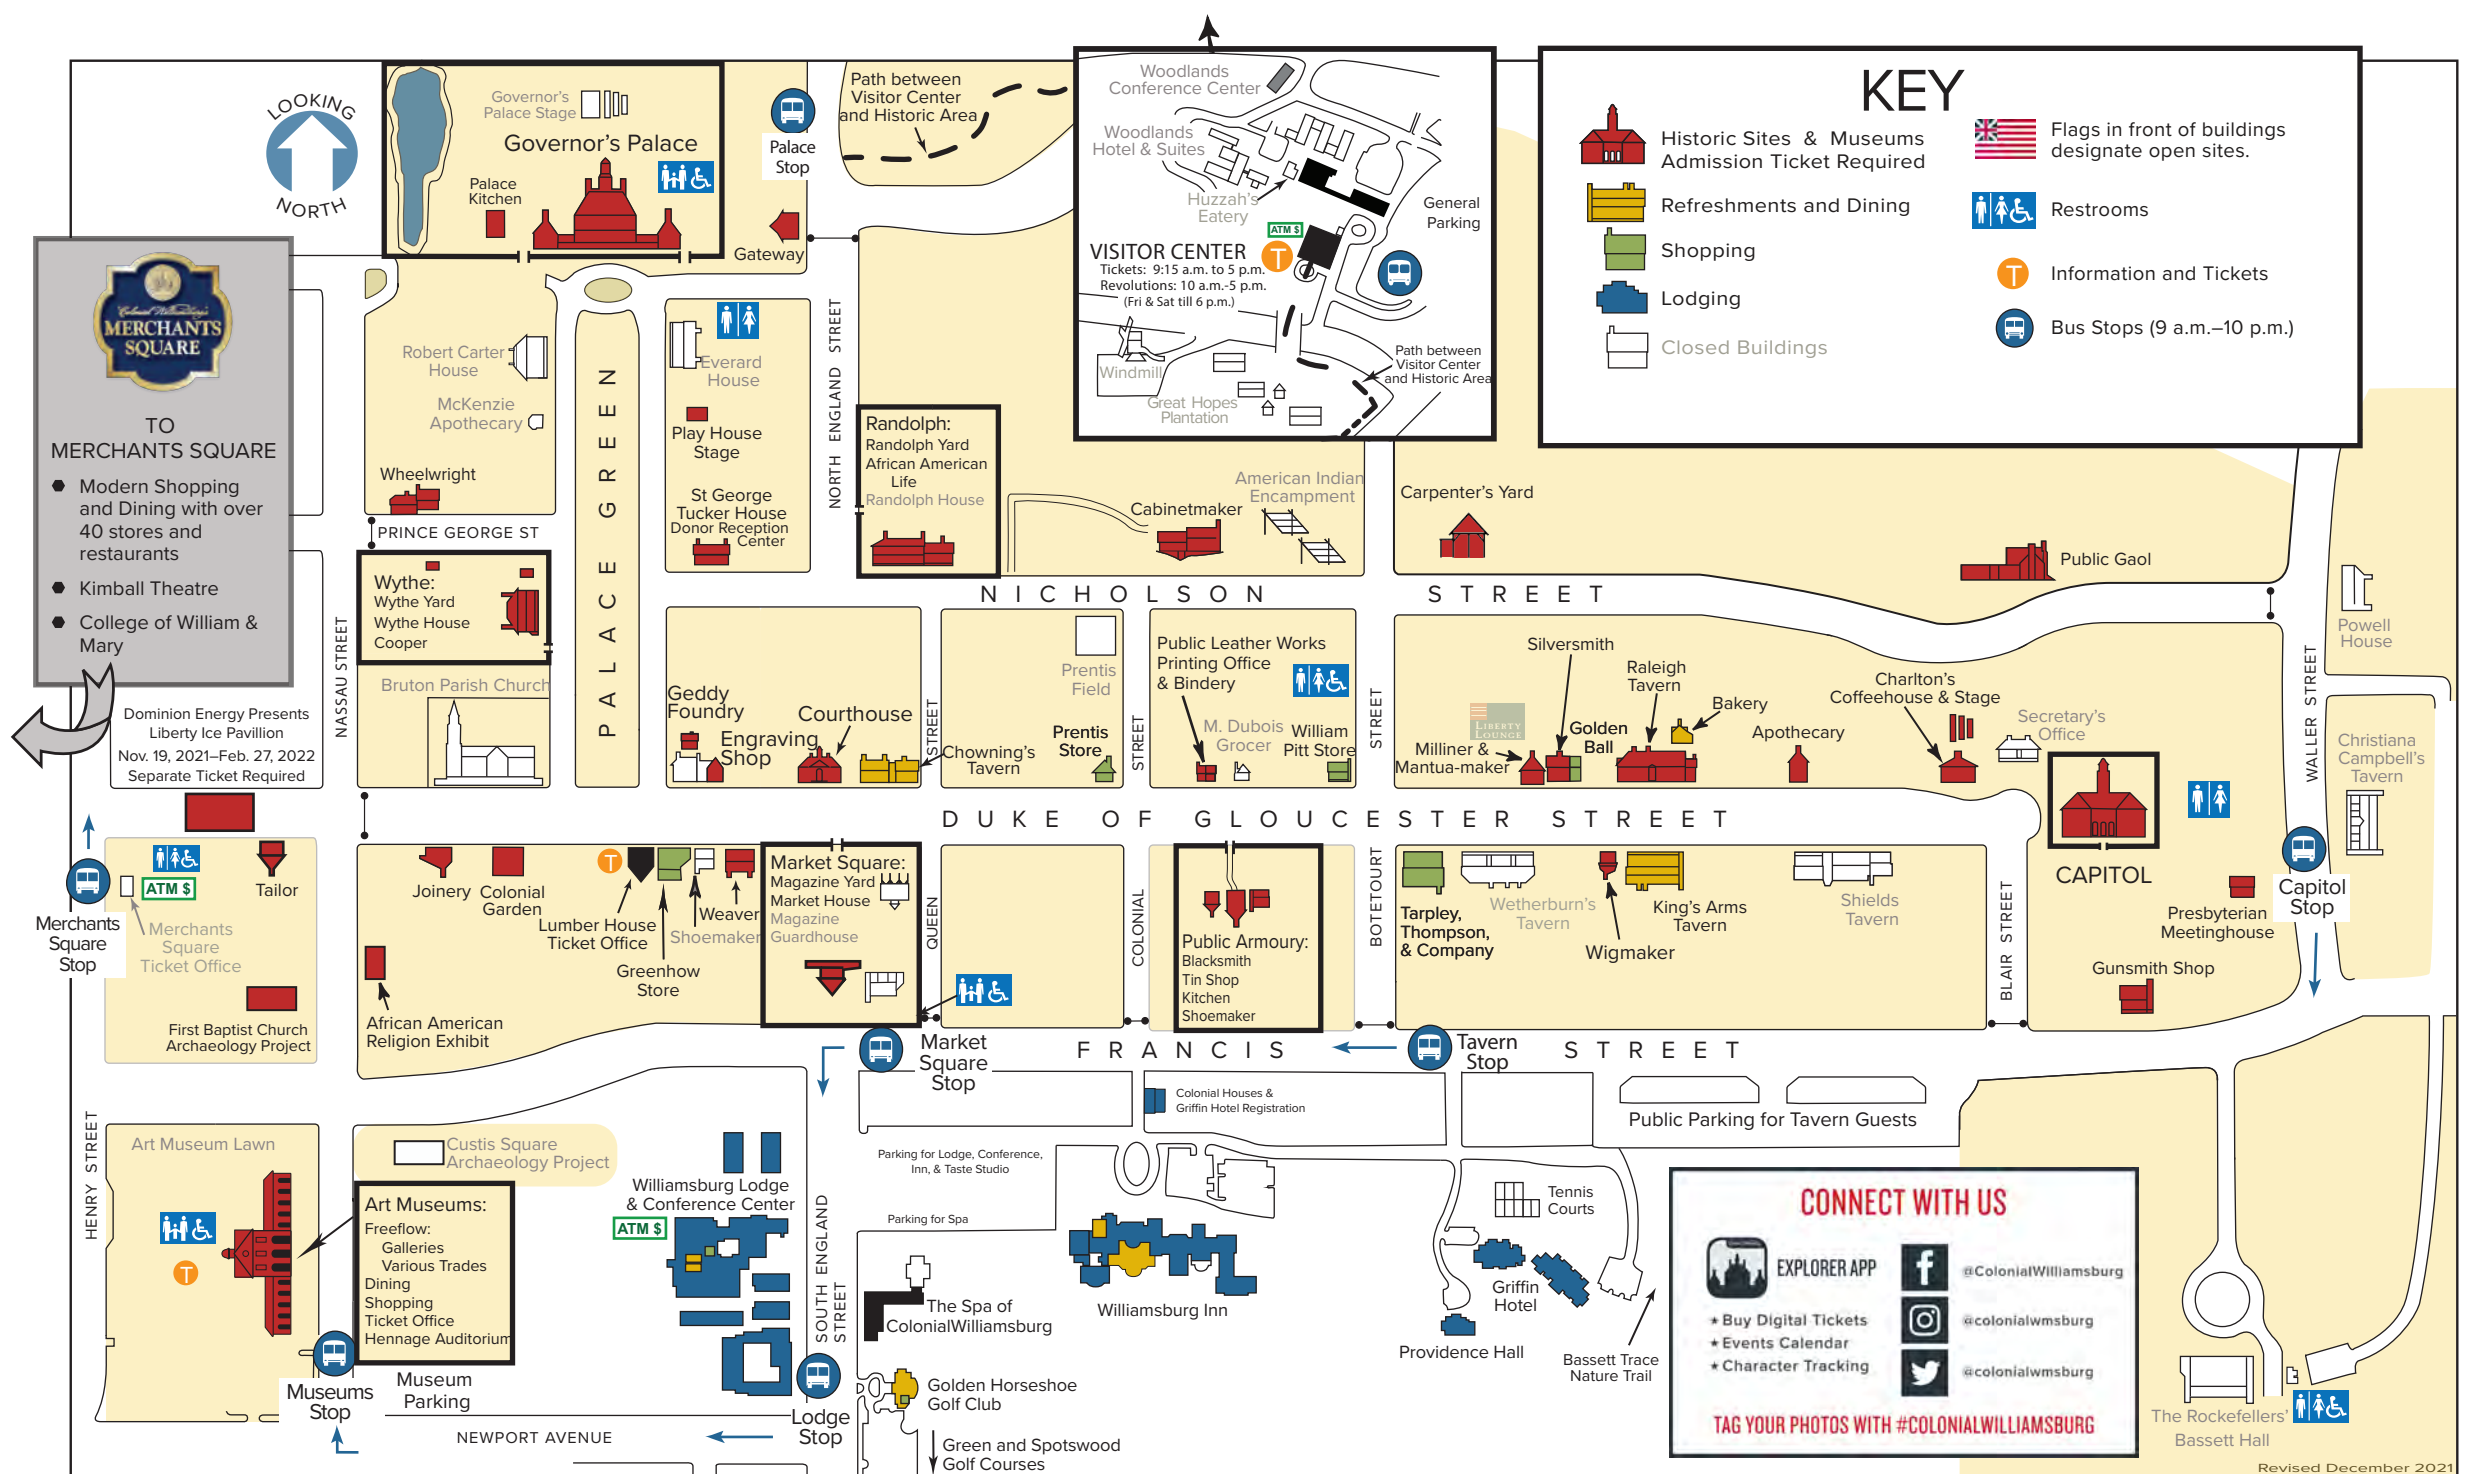 LOOKING
NORTH
Governor's
Palace Stage
Governor's Palace
Palace
Kitchen
Palace
Stop
Gateway
Path between
Visitor Center
and Historic Area
Woodlands
Conference Center
Woodlands
Hotel & Suites
Huzzah's
Eatery
General
Parking
ATM $
VISITOR CENTER
T
Tickets: 9:15 a.m. to 5 p.m.
Revolutions: 10 a.m.-5 p.m.
(Fri & Sat till 6 p.m.)
Windmill
Great Hopes
Plantation
Path between
Visitor Center
and Historic Area
KEY
Historic Sites & Museums
Admission Ticket Required
Refreshments and Dining
Shopping
Lodging
Closed Buildings
Flags in front of buildings
designate open sites.
Restrooms
T
Information and Tickets
Bus Stops (9 a.m.–10 p.m.)
Colonial Williamsburg's
MERCHANTS
SQUARE
TO
MERCHANTS SQUARE
Modern Shopping
and Dining with over
40 stores and
restaurants
Kimball Theatre
College of William &
Mary
Robert Carter
House
McKenzie
Apothecary
Wheelwright
PRINCE GEORGE ST
PALACE GREEN
Everard
House
Play House
Stage
St George
Tucker House
Donor Reception
Center
NORTH ENGLAND STREET
Randolph:
Randolph Yard
African American
Life
Randolph House
Cabinetmaker
American Indian
Encampment
Carpenter's Yard
Public Gaol
NICHOLSON STREET
Powell
House
Wythe:
Wythe Yard
Wythe House
Cooper
NASSAU STREET
Bruton Parish Church
Dominion Energy Presents
Liberty Ice Pavillion
Nov. 19, 2021–Feb. 27, 2022
Separate Ticket Required
Geddy
Foundry
Engraving
Shop
Courthouse
STREET
Chowning's
Tavern
Prentis
Field
Prentis
Store
STREET
Public Leather Works
Printing Office
& Bindery
M. Dubois
Grocer
William
Pitt Store
STREET
LIBERTY
LOUNGE
Milliner &
Mantua-maker
Silversmith
Golden
Ball
Raleigh
Tavern
Bakery
Apothecary
Charlton's
Coffeehouse & Stage
Secretary's
Office
WALLER STREET
Christiana
Campbell's
Tavern
DUKE OF GLOUCESTER STREET
CAPITOL
Capitol
Stop
Presbyterian
Meetinghouse
Gunsmith Shop
BLAIR STREET
ATM $
Merchants
Square
Stop
Merchants
Square
Ticket Office
Tailor
First Baptist Church
Archaeology Project
Joinery
Colonial
Garden
T
Lumber House
Ticket Office
Greenhow
Store
Shoemaker
Weaver
African American
Religion Exhibit
Market Square:
Magazine Yard
Market House
Magazine
Guardhouse
QUEEN
COLONIAL
Public Armoury:
Blacksmith
Tin Shop
Kitchen
Shoemaker
BOTETOURT
Tarpley,
Thompson,
& Company
Wetherburn's
Tavern
Wigmaker
King's Arms
Tavern
Shields
Tavern
Market
Square
Stop
FRANCIS STREET
Tavern
Stop
Colonial Houses &
Griffin Hotel Registration
Public Parking for Tavern Guests
HENRY STREET
Art Museum Lawn
T
Custis Square
Archaeology Project
Art Museums:
Freeflow:
Galleries
Various Trades
Dining
Shopping
Ticket Office
Hennage Auditorium
Museums
Stop
Museum
Parking
NEWPORT AVENUE
Williamsburg Lodge
& Conference Center
ATM $
SOUTH ENGLAND
STREET
Lodge
Stop
Parking for Lodge, Conference,
Inn, & Taste Studio
Parking for Spa
The Spa of
ColonialWilliamsburg
Golden Horseshoe
Golf Club
Green and Spotswood
Golf Courses
Williamsburg Inn
Tennis
Courts
Griffin
Hotel
Providence Hall
Bassett Trace
Nature Trail
CONNECT WITH US
EXPLORER APP
Buy Digital Tickets
Events Calendar
Character Tracking
@ColonialWilliamsburg
@colonialwmsburg
@colonialwmsburg
TAG YOUR PHOTOS WITH #COLONIALWILLIAMSBURG
The Rockefellers'
Bassett Hall
Revised December 2021